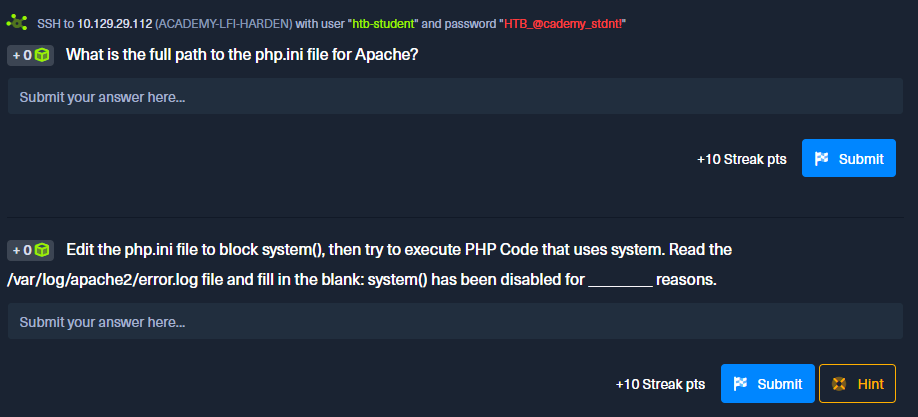 SSH to 10.129.29.112 (ACADEMY-LFI-HARDEN) with user "htb-student" and password "HTB_@cademy_stdnt!"
+ 0 What is the full path to the php.ini file for Apache?
Submit your answer here...
+10 Streak pts Submit
+ 0 Edit the php.ini file to block system(), then try to execute PHP Code that uses system. Read the
/var/log/apache2/error.log file and fill in the blank: system() has been disabled for ________ reasons.
Submit your answer here...
+10 Streak pts Submit Hint